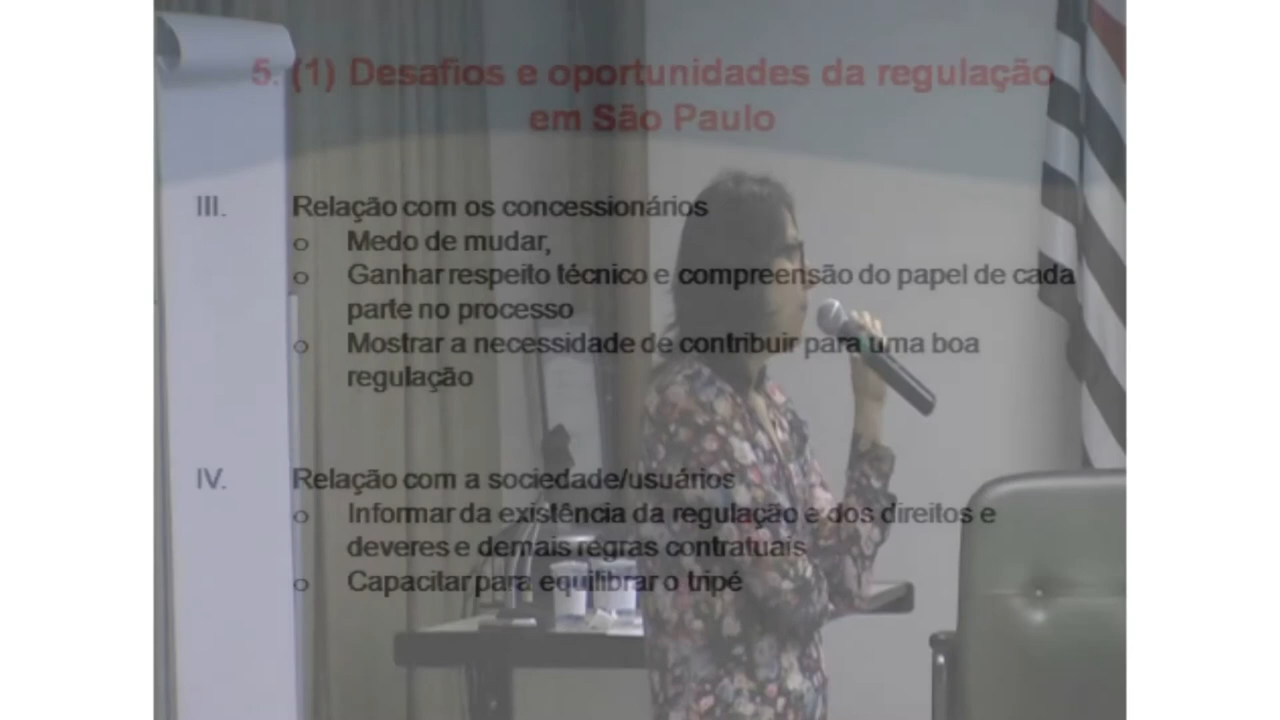 5. (1) Desafios e oportunidades da regulação
em São Paulo
III. Relação com os concessionários
o Medo de mudar,
o Ganhar respeito técnico e compreensão do papel de cada
parte no processo
o Mostrar a necessidade de contribuir para uma boa
regulação
IV. Relação com a sociedade/usuários
o Informar da existência da regulação e dos direitos e
deveres e demais regras contratuais
o Capacitar para equilibrar o tripé